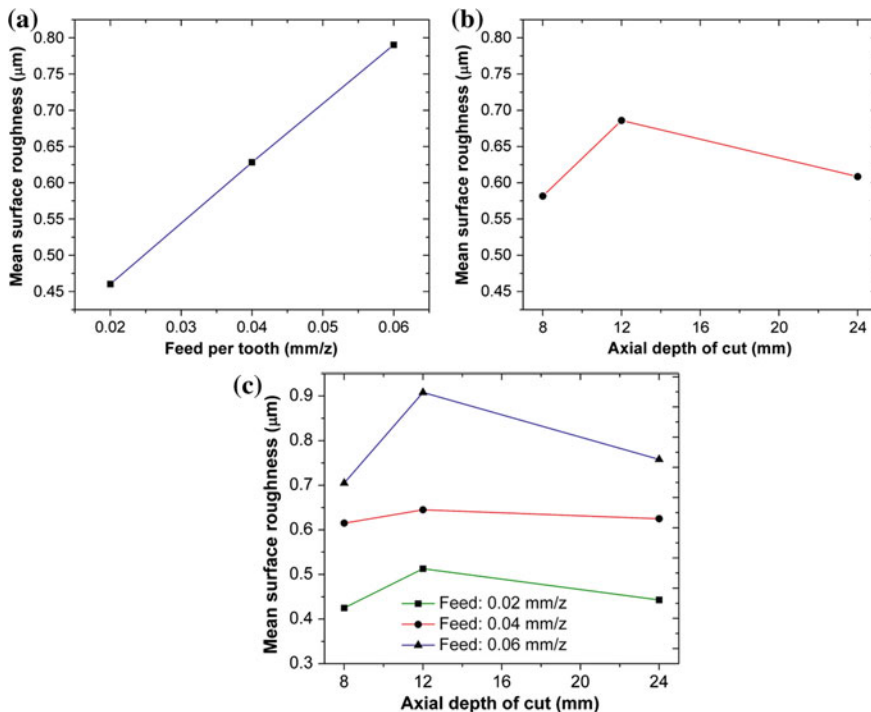 (a)
Mean surface roughness (μm)
0.80
0.75
0.70
0.65
0.60
0.55
0.50
0.45
0.02 0.03 0.04 0.05 0.06
Feed per tooth (mm/z)
(b)
Mean surface roughness (μm)
0.80
0.75
0.70
0.65
0.60
0.55
0.50
0.45
8 12 16 20 24
Axial depth of cut (mm)
(c)
Mean surface roughness (μm)
0.9
0.8
0.7
0.6
0.5
0.4
0.3
Feed: 0.02 mm/z
Feed: 0.04 mm/z
Feed: 0.06 mm/z
8 12 16 20 24
Axial depth of cut (mm)